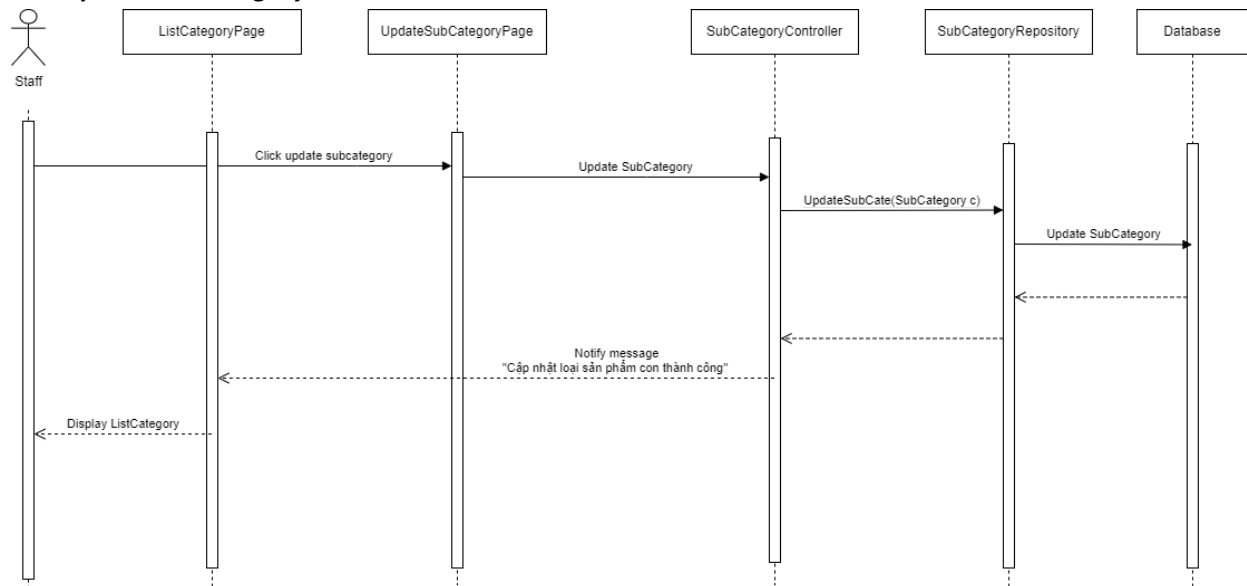 ListCategoryPage
UpdateSubCategoryPage
SubCategoryController
SubCategoryRepository
Database
Staff
Click update subcategory
Update SubCategory
UpdateSubCate(SubCategory c)
Update SubCategory
Notify message
"Cập nhật loại sản phẩm con thành công"
Display ListCategory